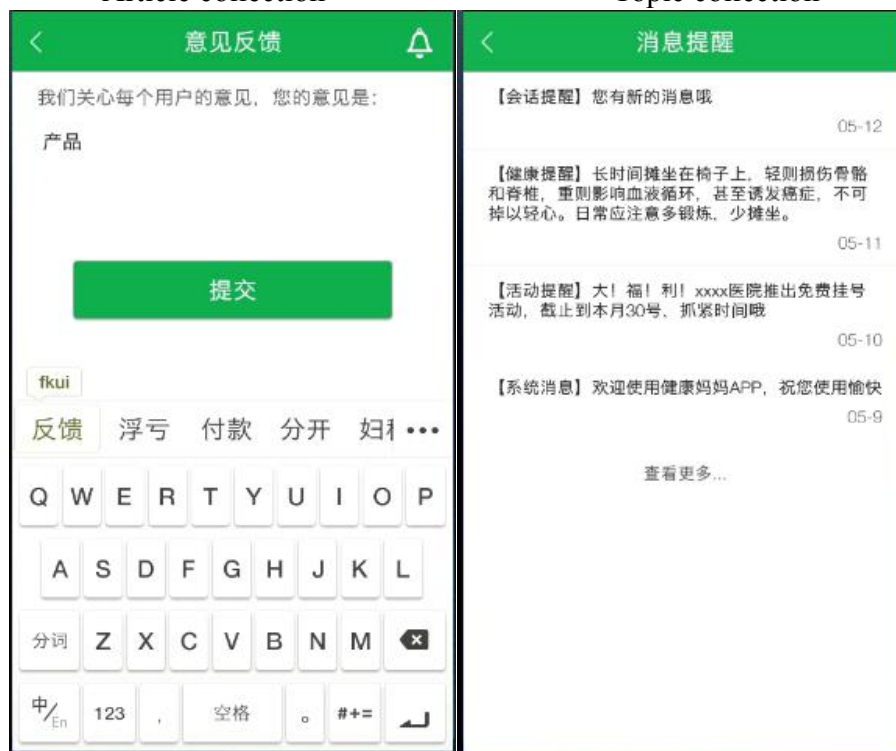 Article collection
Topic collection
意见反馈
我们关心每个用户的意见，您的意见是：
产品
提交
fkui
反馈 浮亏 付款 分开 妇科
Q W E R T Y U I O P
A S D F G H J K L
分词 Z X C V B N M
中/En 123 , 空格 。 #+=
消息提醒
【会话提醒】您有新的消息哦
05-12
【健康提醒】长时间摊坐在椅子上，轻则损伤骨骼
和脊椎，重则影响血液循环，甚至诱发癌症，不可
掉以轻心。日常应注意多锻炼，少摊坐。
05-11
【活动提醒】大！福！利！xxxx医院推出免费挂号
活动，截止到本月30号、抓紧时间哦
05-10
【系统消息】欢迎使用健康妈妈APP，祝您使用愉快
05-9
查看更多...